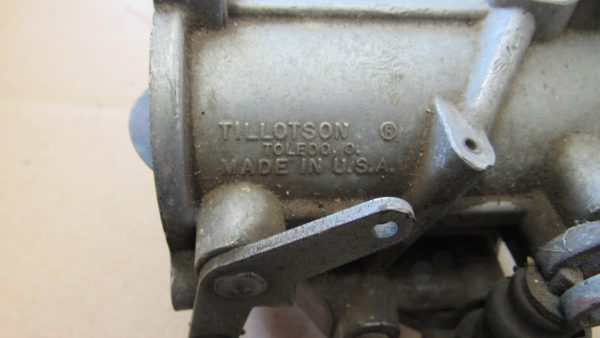 TILLOTSON ®
TOLEDO, O.
MADE IN U.S.A.